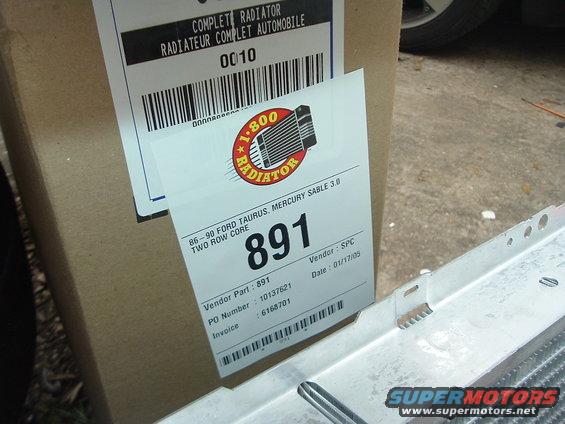 COMPLETE RADIATOR
RADIATEUR COMPLET AUTOMOBILE
0010
891
1·800
RADIATOR
86-90 FORD TAURUS. MERCURY SABLE 3.0
TWO ROW CORE
891
Vendor Part : 891
Vendor : SPC
PO Number : 10137621
Date : 01/17/05
Invoice : 6168701
891
SUPERMOTORS
www.supermotors.net